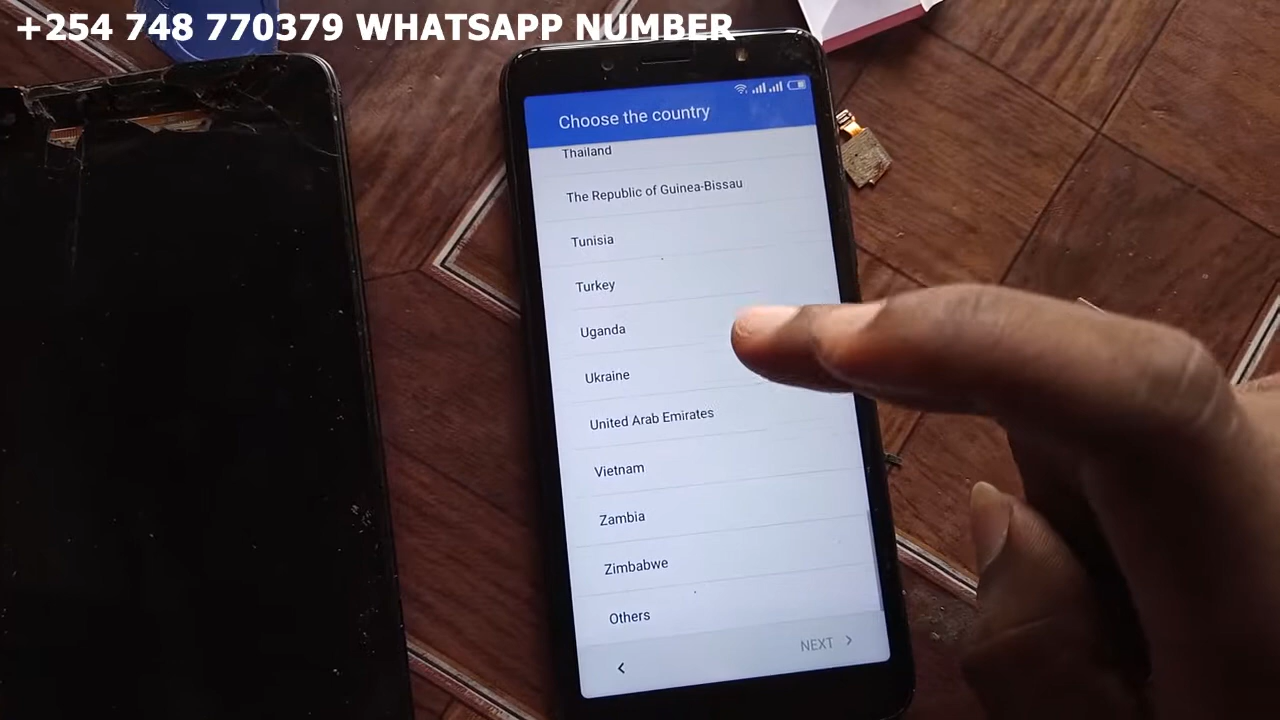 +254 748 770379 WHATSAPP NUMBER
Choose the country
Thailand
The Republic of Guinea-Bissau
Tunisia
Turkey
Uganda
Ukraine
United Arab Emirates
Vietnam
Zambia
Zimbabwe
Others
NEXT